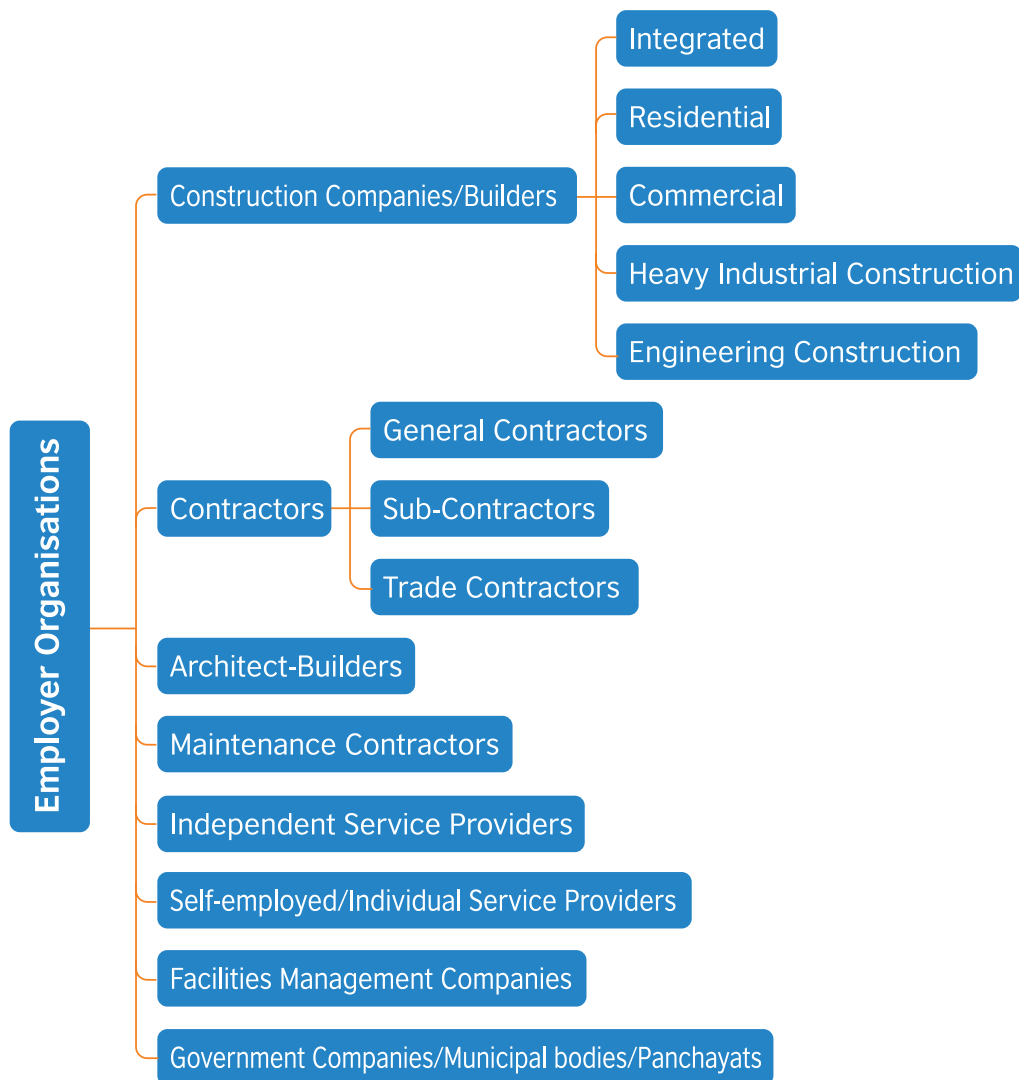 Employer Organisations
Construction Companies/Builders
Integrated
Residential
Commercial
Heavy Industrial Construction
Engineering Construction
Contractors
General Contractors
Sub-Contractors
Trade Contractors
Architect-Builders
Maintenance Contractors
Independent Service Providers
Self-employed/Individual Service Providers
Facilities Management Companies
Government Companies/Municipal bodies/Panchayats